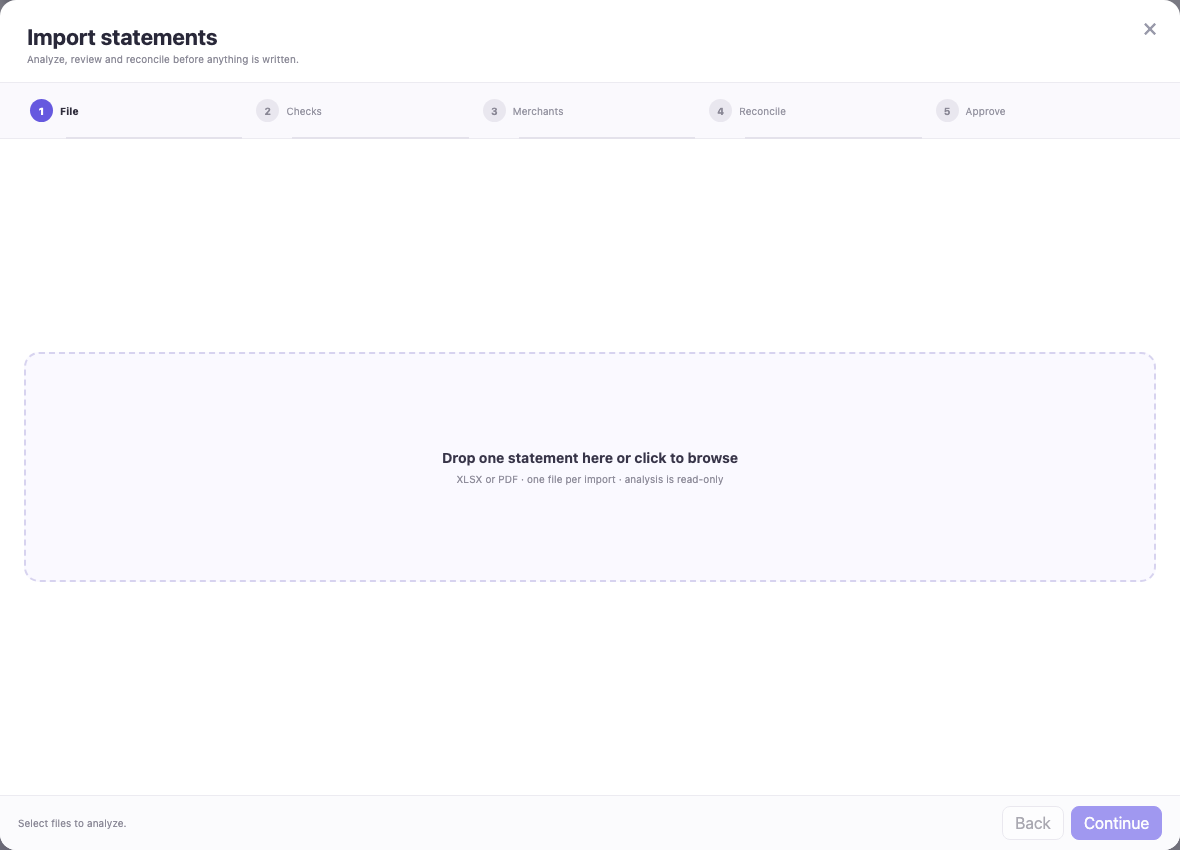 Import statements
×
Analyze, review and reconcile before anything is written.
1 File
2 Checks
3 Merchants
4 Reconcile
5 Approve
Drop one statement here or click to browse
XLSX or PDF · one file per import · analysis is read-only
Select files to analyze.
Back
Continue